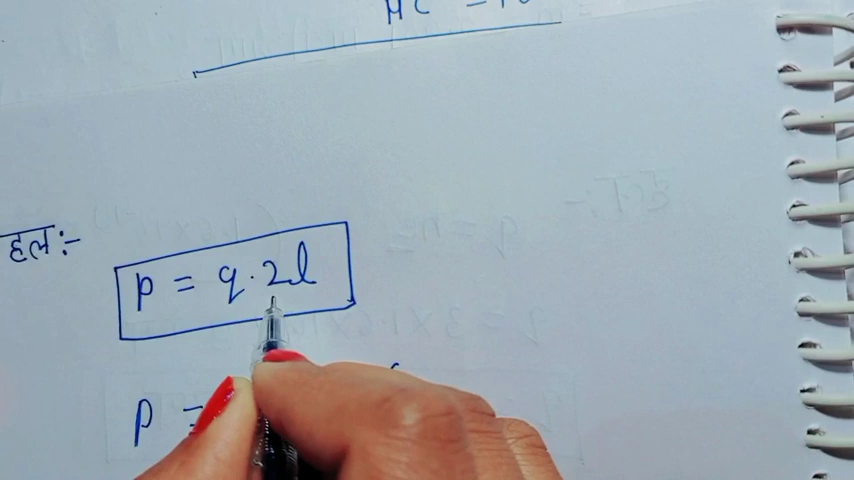 हल:-
p = q.2l
p =